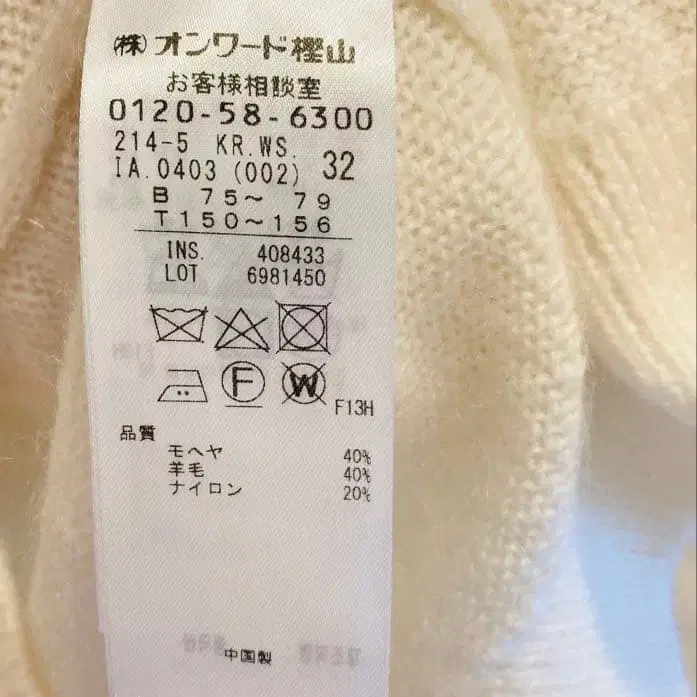 (株)オンワード樫山
お客様相談室
0120-58-6300
214-5 KR.WS.
IA.0403 (002) 32
B 75～ 79
T150～156
INS. 408433
LOT 6981450
F W
F13H
品質
モヘヤ 40%
羊毛 40%
ナイロン 20%
中国製